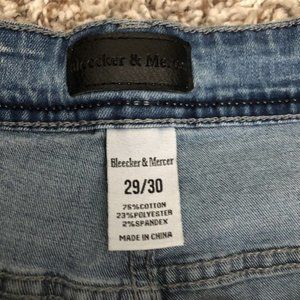 Bleecker & Mercer
Bleecker & Mercer
29/30
75%COTTON
23%POLYESTER
2%SPANDEX
MADE IN CHINA